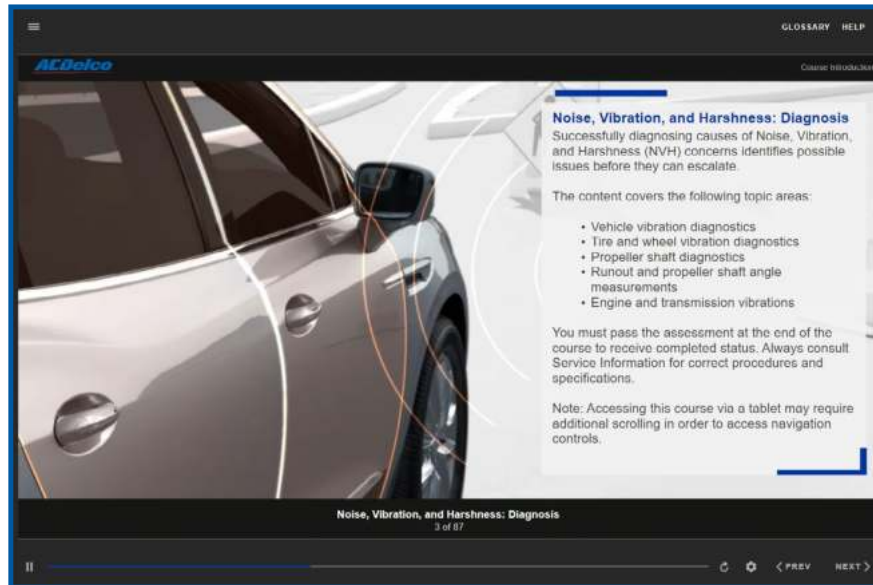 GLOSSARY HELP
ACDelco
Course Introduction
Noise, Vibration, and Harshness: Diagnosis
Successfully diagnosing causes of Noise, Vibration,
and Harshness (NVH) concerns identifies possible
issues before they can escalate.
The content covers the following topic areas:
• Vehicle vibration diagnostics
• Tire and wheel vibration diagnostics
• Propeller shaft diagnostics
• Runout and propeller shaft angle
measurements
• Engine and transmission vibrations
You must pass the assessment at the end of the
course to receive completed status. Always consult
Service Information for correct procedures and
specifications.
Note: Accessing this course via a tablet may require
additional scrolling in order to access navigation
controls.
Noise, Vibration, and Harshness: Diagnosis
3 of 87
PREV NEXT